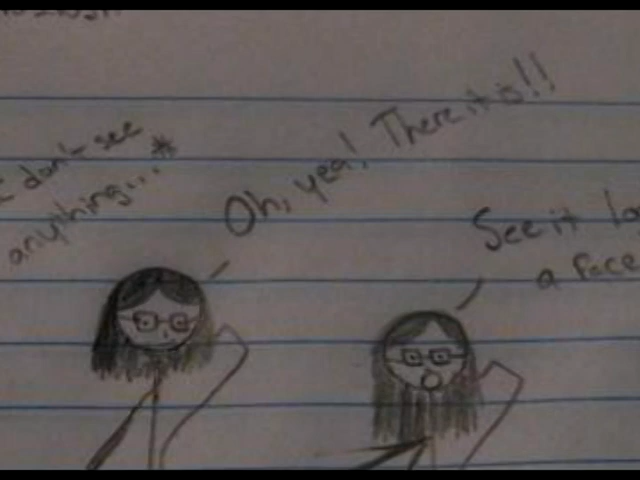 don't see
anything...*
Oh, yea! There it is!!
See it
a face